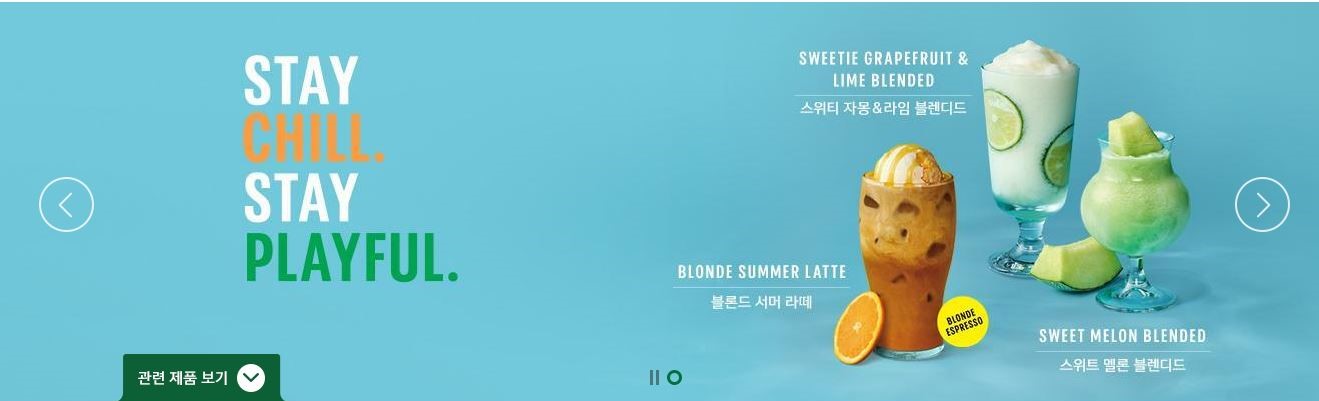 STAY
CHILL.
STAY
PLAYFUL.
SWEETIE GRAPEFRUIT &
LIME BLENDED
스위티 자몽&라임 블렌디드
BLONDE SUMMER LATTE
블론드 서머 라떼
BLONDE
ESPRESSO
SWEET MELON BLENDED
스위트 멜론 블렌디드
관련 제품 보기